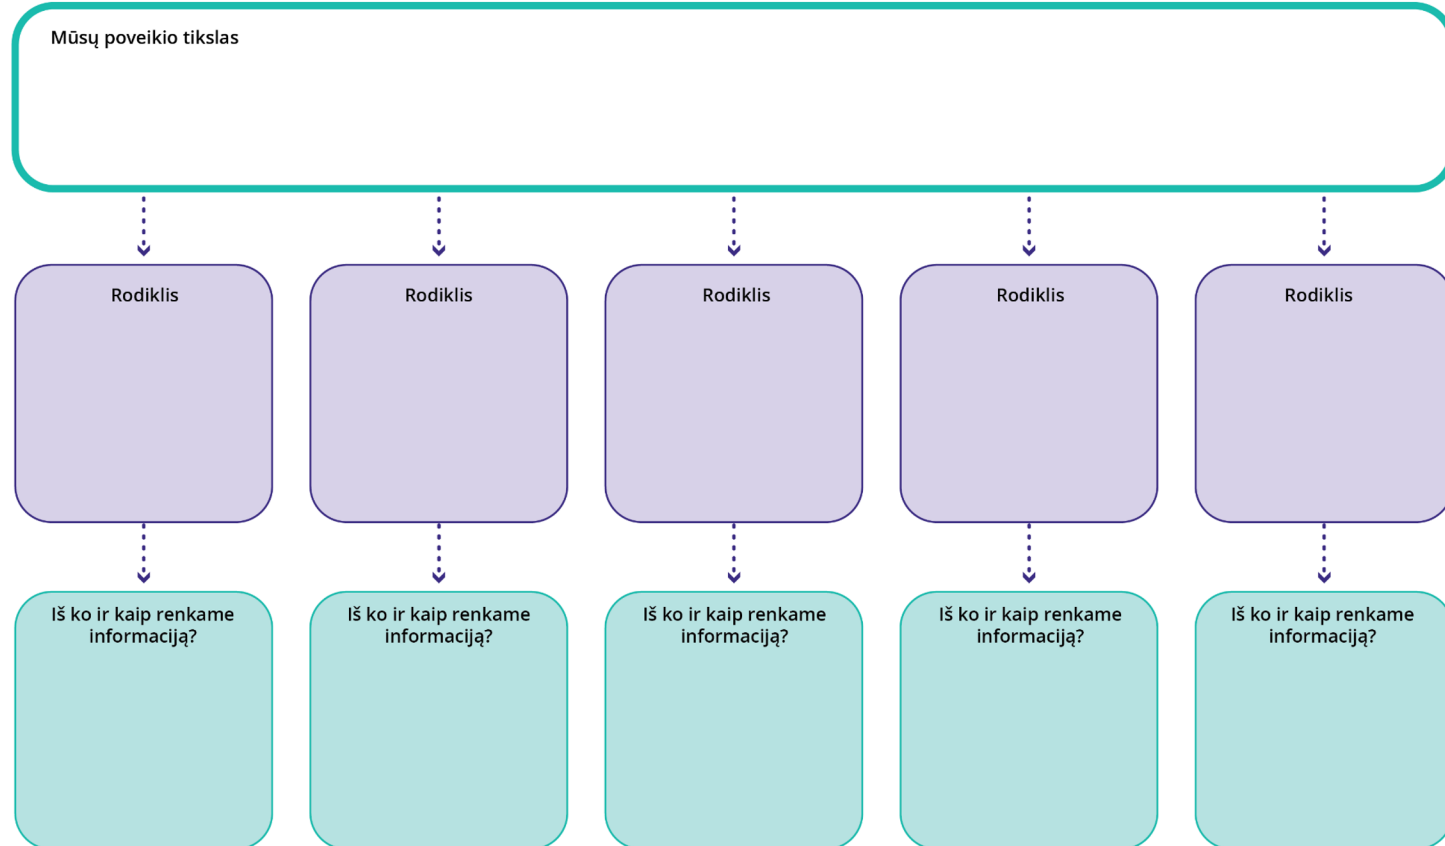 Mūsų poveikio tikslas
Rodiklis
Rodiklis
Rodiklis
Rodiklis
Rodiklis
Iš ko ir kaip renkame
informaciją?
Iš ko ir kaip renkame
informaciją?
Iš ko ir kaip renkame
informaciją?
Iš ko ir kaip renkame
informaciją?
Iš ko ir kaip renkame
informaciją?